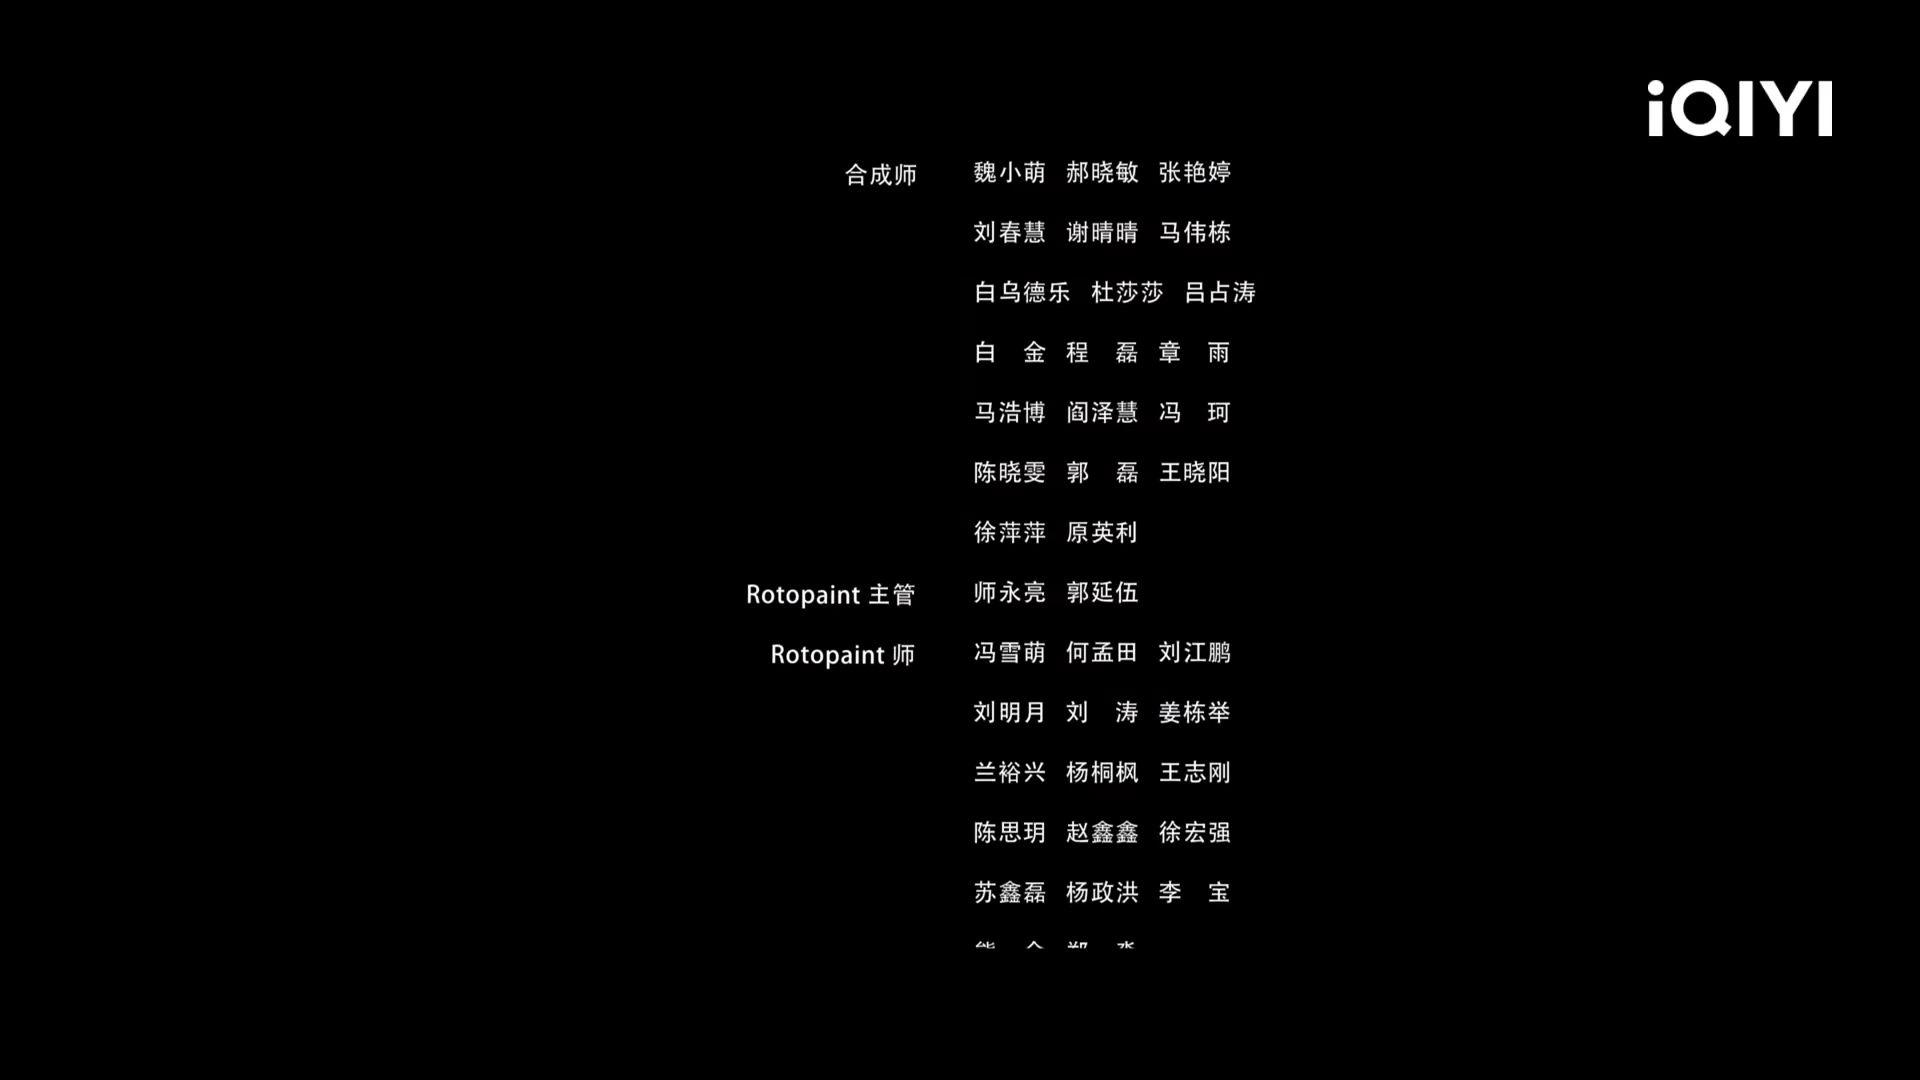 iQIYI
合成师 魏小萌 郝晓敏 张艳婷
刘春慧 谢晴晴 马伟栋
白乌德乐 杜莎莎 吕占涛
白 金 程 磊 章 雨
马浩博 阎泽慧 冯 珂
陈晓雯 郭 磊 王晓阳
徐萍萍 原英利
Rotopaint 主管 师永亮 郭延伍
Rotopaint 师 冯雪萌 何孟田 刘江鹏
刘明月 刘 涛 姜栋举
兰裕兴 杨桐枫 王志刚
陈思玥 赵鑫鑫 徐宏强
苏鑫磊 杨政洪 李 宝